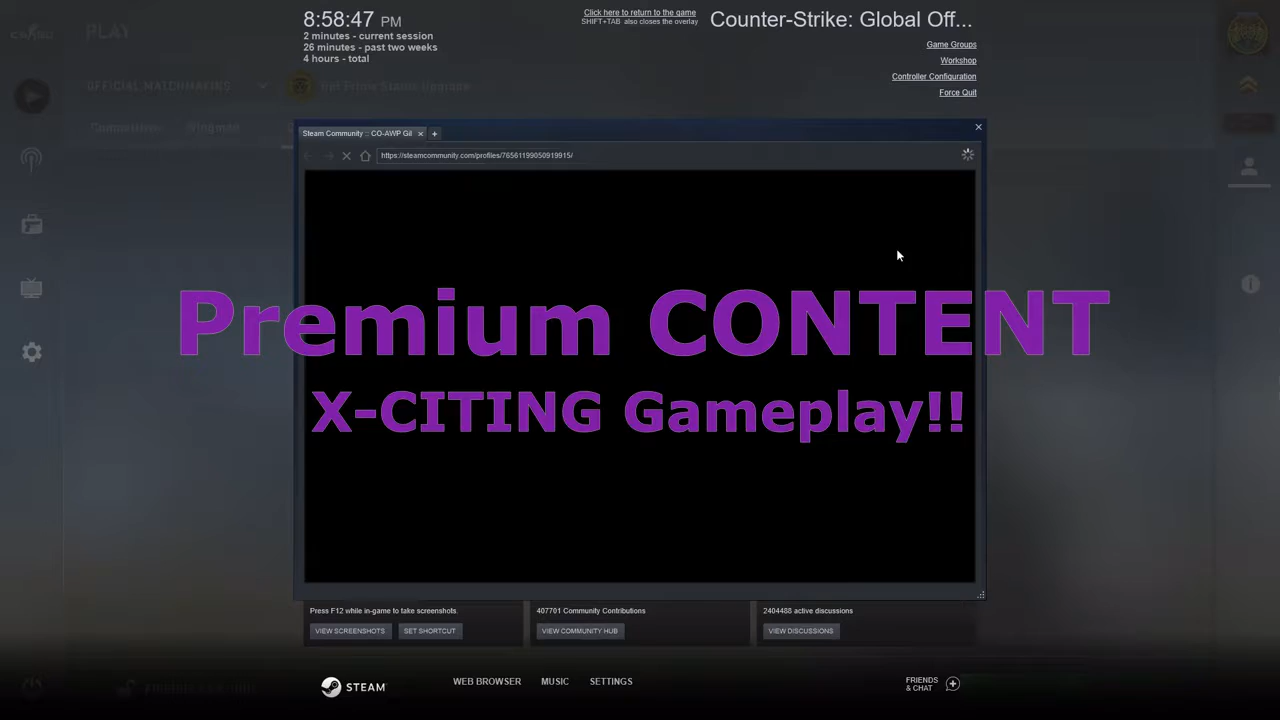 8:58:47 PM
2 minutes - current session
26 minutes - past two weeks
4 hours - total
Click here to return to the game
SHIFT+TAB also closes the overlay
Counter-Strike: Global Off...
Game Groups
Workshop
Controller Configuration
Force Quit
PLAY
OFFICIAL MATCHMAKING
Steam Community :: CO-AWP Gil
https://steamcommunity.com/profiles/76561199050919915/
Premium CONTENT
X-CITING Gameplay!!
Press F12 while in-game to take screenshots.
VIEW SCREENSHOTS
SET SHORTCUT
407701 Community Contributions
VIEW COMMUNITY HUB
2404488 active discussions
VIEW DISCUSSIONS
STEAM
WEB BROWSER
MUSIC
SETTINGS
FRIENDS
& CHAT